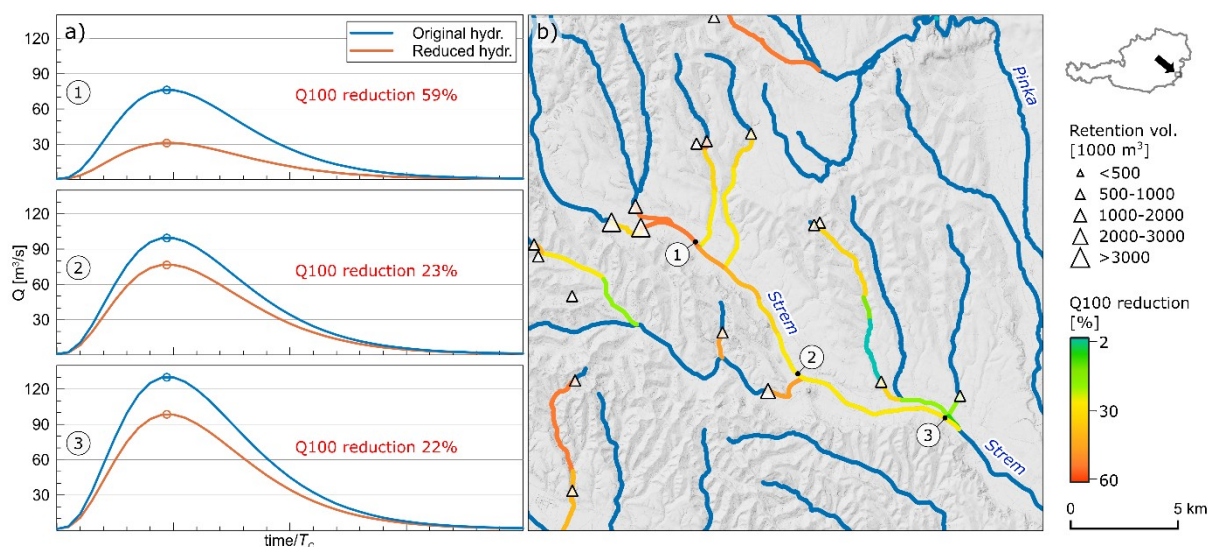 a)
Original hydr.
Reduced hydr.
120
90
60
30
1
Q100 reduction 59%
120
90
60
30
2
Q100 reduction 23%
Q [m³/s]
120
90
60
30
3
Q100 reduction 22%
time/T_c
b)
Pinka
1
Strem
2
3
Strem
Retention vol.
[1000 m³]
<500
500-1000
1000-2000
2000-3000
>3000
Q100 reduction
[%]
2
30
60
0 5 km